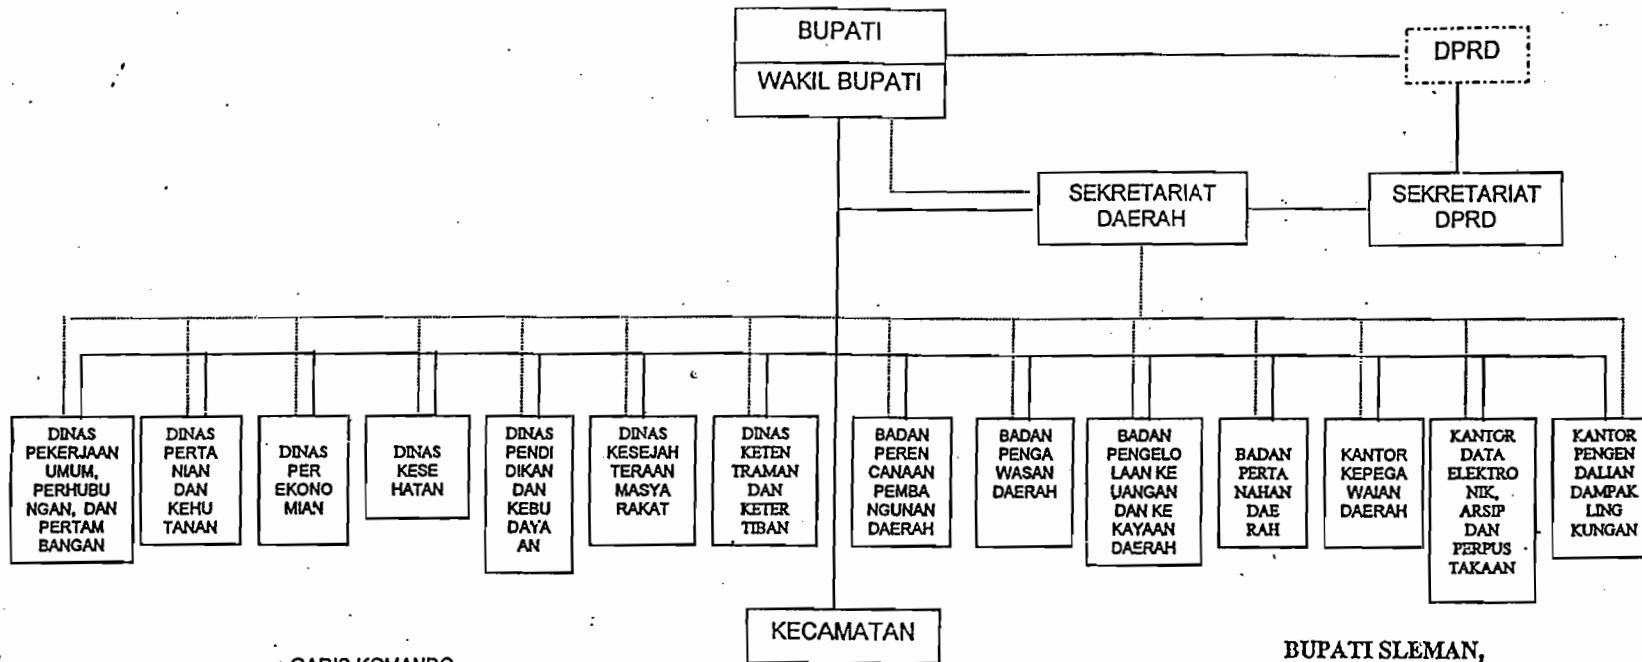 BUPATI
WAKIL BUPATI
DPRD
SEKRETARIAT
DAERAH
SEKRETARIAT
DPRD
DINAS
PEKERJAAN
UMUM,
PERHUBU
NGAN, DAN
PERTAM
BANGAN
DINAS
PERTA
NIAN
DAN
KEHU
TANAN
DINAS
PER
EKONO
MIAN
DINAS
KESE
HATAN
DINAS
PENDI
DIKAN
DAN
KEBU
DAYA
AN
DINAS
KESEJAH
TERAAN
MASYA
RAKAT
DINAS
KETEN
TRAMAN
DAN
KETER
TIBAN
BADAN
PEREN
CANAAN
PEMBA
NGUNAN
DAERAH
BADAN
PENGA
WASAN
DAERAH
BADAN
PENGELO
LAAN KE
UANGAN
DAN KE
KAYAAN
DAERAH
BADAN
PERTA
NAHAN
DAE
RAH
KANTOR
KEPEGA
WAIAN
DAERAH
KANTOR
DATA
ELEKTRO
NIK,
ARSIP
DAN
PERPUS
TAKAAN
KANTOR
PENGEN
DALIAN
DAMPAK
LING
KUNGAN
KECAMATAN
GARIS KOMANDO
BUPATI SLEMAN,